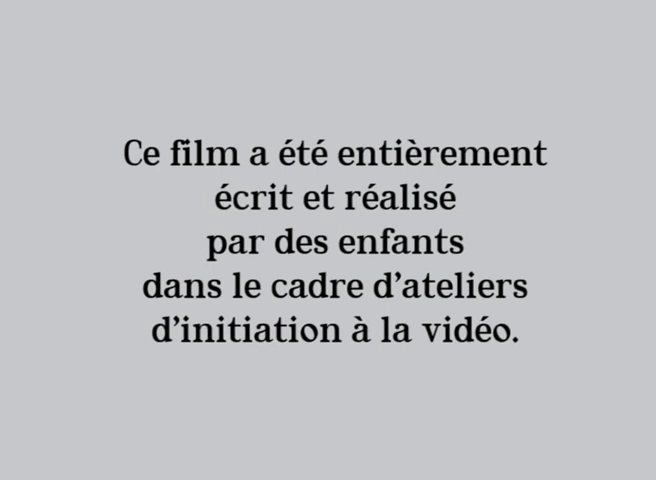 Ce film a été entièrement
écrit et réalisé
par des enfants
dans le cadre d’ateliers
d’initiation à la vidéo.